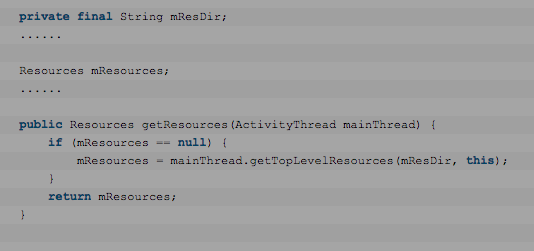 private final String mResDir;
......
Resources mResources;
......
public Resources getResources(ActivityThread mainThread) {
    if (mResources == null) {
        mResources = mainThread.getTopLevelResources(mResDir, this);
    }
    return mResources;
}